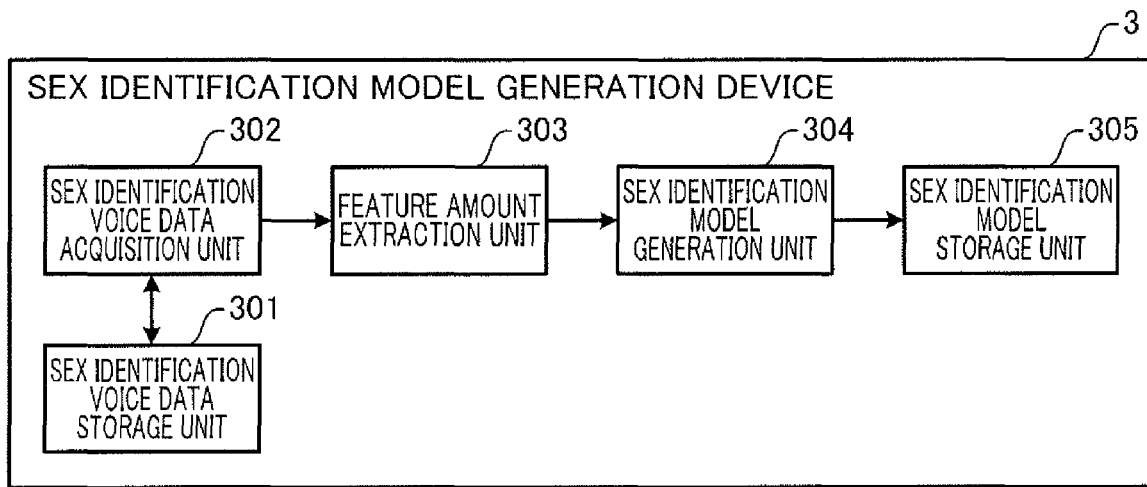 3
SEX IDENTIFICATION MODEL GENERATION DEVICE
302
SEX IDENTIFICATION
VOICE DATA
ACQUISITION UNIT
303
FEATURE AMOUNT
EXTRACTION UNIT
304
SEX IDENTIFICATION
MODEL
GENERATION UNIT
305
SEX IDENTIFICATION
MODEL
STORAGE UNIT
301
SEX IDENTIFICATION
VOICE DATA
STORAGE UNIT